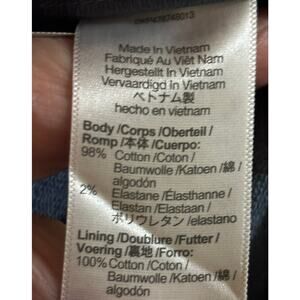 Made In Vietnam
Fabriqué Au Viêt Nam
Hergestellt In Vietnam
Vervaardigd In Vietnam
ベトナム製
hecho en vietnam
Body /Corps /Oberteil /
Romp /本体 /Cuerpo:
98% Cotton /Coton /
Baumwolle /Katoen /綿 /
algodón
2% Elastane /Élasthanne /
Elastan /Elastaan /
ポリウレタン /elastano
Lining /Doublure /Futter /
Voering /裏地 /Forro:
100% Cotton /Coton /
Baumwolle /Katoen /綿 /
algodón